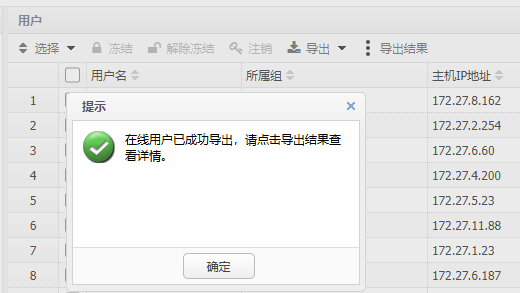 用户
选择 冻结 解除冻结 注销 导出 导出结果
用户名 所属组 主机IP地址
1 172.27.8.162
提示
2 172.27.2.254
在线用户已成功导出，请点击导出结果查
看详情。
3 172.27.6.60
4 172.27.4.200
5 172.27.5.23
6 172.27.11.88
7 172.27.1.23
确定
8 172.27.6.187